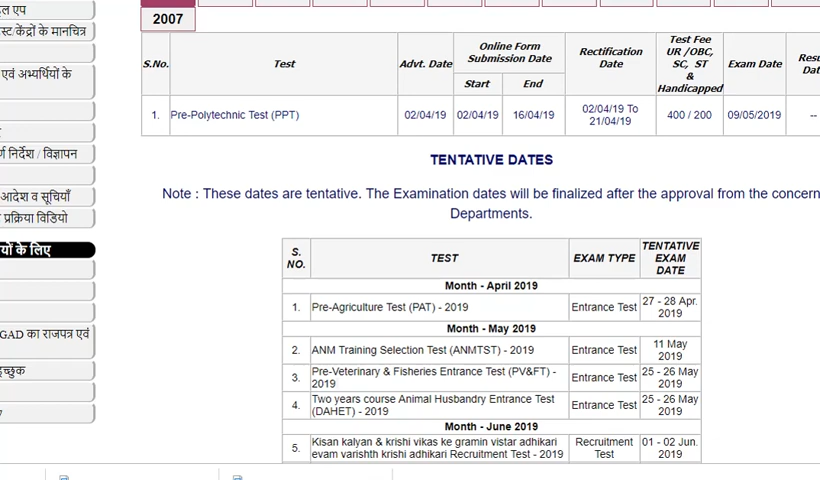 ल एप
2007
स्ट/केंद्रों के मानचित्र
एवं अभ्यर्थियों के
र्ण निर्देश / विज्ञापन
आदेश व सूचियाँ
प्रक्रिया विडियो
यों के लिए
GAD का राजपत्र एवं
च्छुक
S.No. Test Advt. Date Online Form Submission Date Rectification Date Test Fee UR /OBC, SC, ST & Handicapped Exam Date
Start End
1. Pre-Polytechnic Test (PPT) 02/04/19 02/04/19 16/04/19 02/04/19 To 21/04/19 400 / 200 09/05/2019 --
TENTATIVE DATES
Note : These dates are tentative. The Examination dates will be finalized after the approval from the concern
Departments.
S. NO. TEST EXAM TYPE TENTATIVE EXAM DATE
Month - April 2019
1. Pre-Agriculture Test (PAT) - 2019 Entrance Test 27 - 28 Apr. 2019
Month - May 2019
2. ANM Training Selection Test (ANMTST) - 2019 Entrance Test 11 May 2019
3. Pre-Veterinary & Fisheries Entrance Test (PV&FT) - 2019 Entrance Test 25 - 26 May 2019
4. Two years course Animal Husbandry Entrance Test (DAHET) - 2019 Entrance Test 25 - 26 May 2019
Month - June 2019
5. Kisan kalyan & krishi vikas ke gramin vistar adhikari evam varishth krishi adhikari Recruitment Test - 2019 Recruitment Test 01 - 02 Jun. 2019